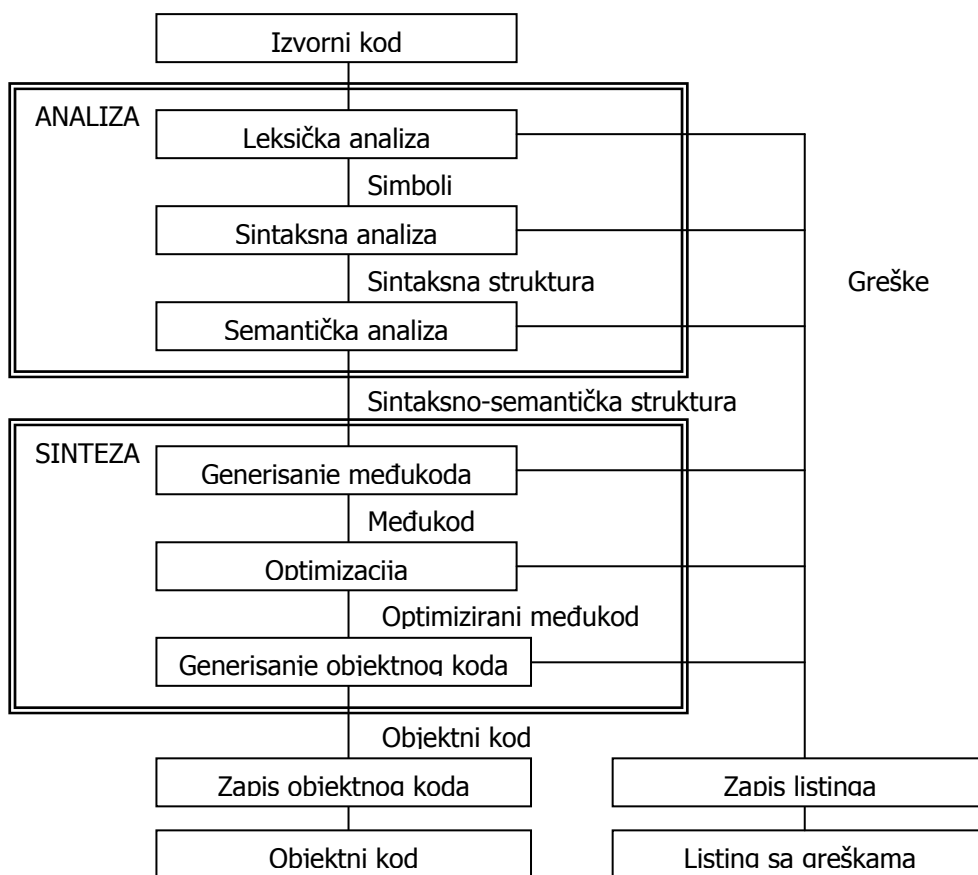 Izvorni kod
ANALIZA
Leksička analiza
Simboli
Sintaksna analiza
Sintaksna struktura
Greške
Semantička analiza
Sintaksno-semantička struktura
SINTEZA
Generisanje međukoda
Međukod
Optimizacija
Optimizirani međukod
Generisanje objektnog koda
Objektni kod
Zapis objektnog koda
Zapis listinga
Objektni kod
Listing sa greškama